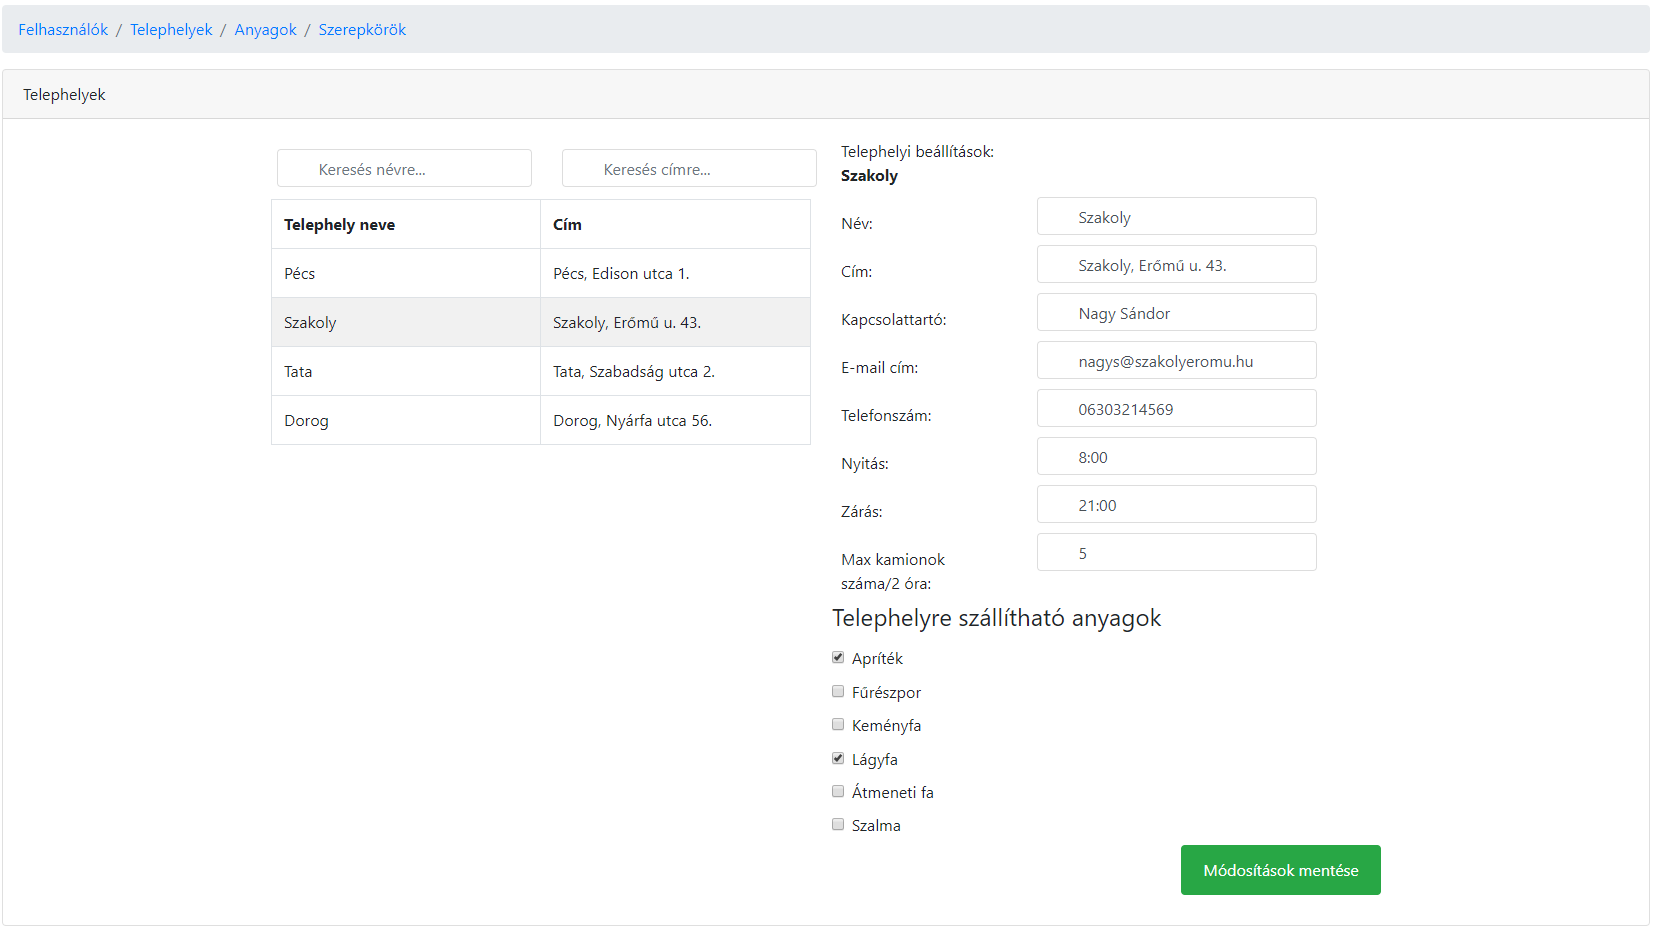 Felhasználók / Telephelyek / Anyagok / Szerepkörök
Telephelyek
Keresés névre... Keresés címre...
Telephely neve Cím
Pécs Pécs, Edison utca 1.
Szakoly Szakoly, Erőmű u. 43.
Tata Tata, Szabadság utca 2.
Dorog Dorog, Nyárfa utca 56.
Telephelyi beállítások:
Szakoly
Név: Szakoly
Cím: Szakoly, Erőmű u. 43.
Kapcsolattartó: Nagy Sándor
E-mail cím: nagys@szakolyeromu.hu
Telefonszám: 06303214569
Nyitás: 8:00
Zárás: 21:00
Max kamionok 5
száma/2 óra:
Telephelyre szállítható anyagok
Apríték
Fűrészpor
Keményfa
Lágyfa
Átmeneti fa
Szalma
Módosítások mentése